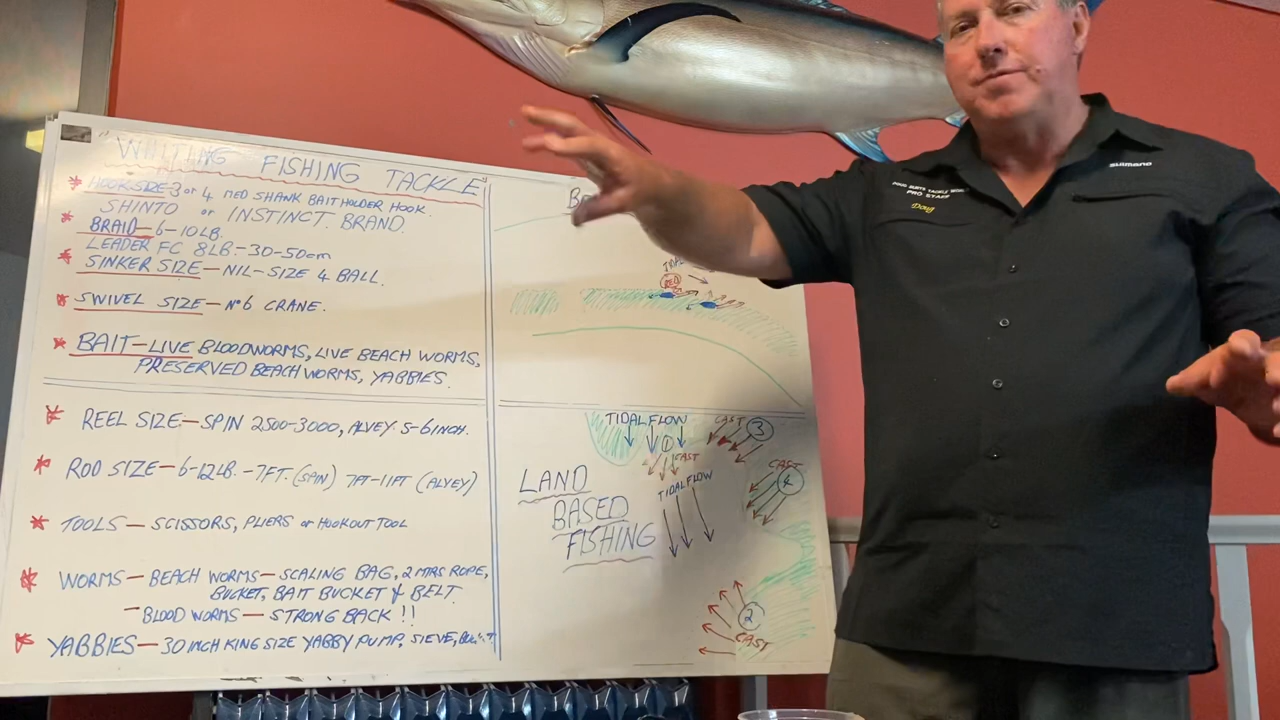 "WHITING FISHING TACKLE"
* HOOK SIZE-3 or 4 MED SHANK BAITHOLDER HOOK.
SHINTO or INSTINCT BRAND.
* BRAID-6-10LB.
LEADER FC 8LB-30-50cm
* SINKER SIZE-NIL-SIZE 4 BALL.
* SWIVEL SIZE-Nº6 CRANE.
* BAIT-LIVE BLOODWORMS, LIVE BEACH WORMS,
PRESERVED BEACH WORMS, YABBIES.
* REEL SIZE-SPIN 2500-3000, ALVEY. 5-6 INCH.
* ROD SIZE-6-12LB.-7FT.(SPIN) 7FT-11FT (ALVEY)
* TOOLS-SCISSORS, PLIERS or HOOKOUT TOOL
* WORMS-BEACH WORMS-SCALING BAG, 2 MTRS ROPE,
BUCKET, BAIT BUCKET & BELT.
-BLOOD WORMS-STRONG BACK!!
* YABBIES-30 INCH KING SIZE YABBY PUMP, SIEVE,
TIDAL FLOW
1
CAST
CAST 3
CAST
4
TIDAL FLOW
LAND
BASED
FISHING
2
CAST
PRO STAFF
Doug
SHIMANO